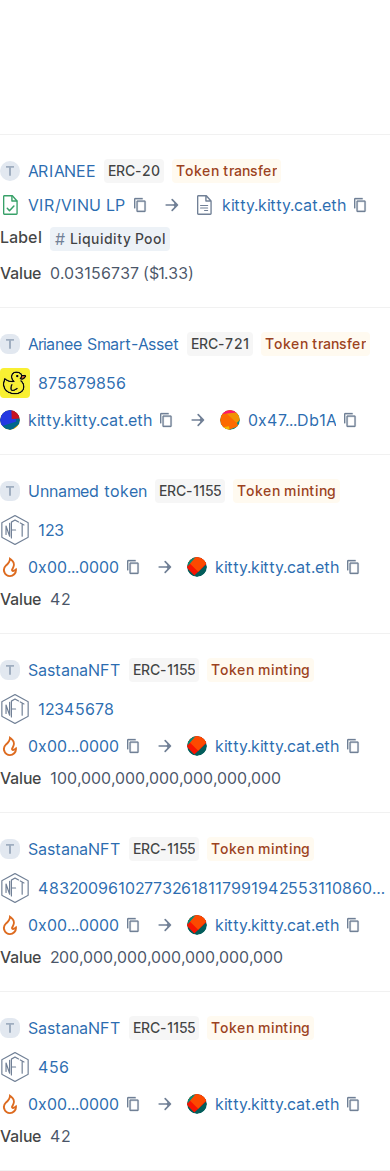 T ARIANEE ERC-20 Token transfer
VIR/VINU LP → kitty.kitty.cat.eth
Label # Liquidity Pool
Value 0.03156737 ($1.33)
T Arianee Smart-Asset ERC-721 Token transfer
875879856
kitty.kitty.cat.eth → 0x47...Db1A
T Unnamed token ERC-1155 Token minting
NFT 123
0x00...0000 → kitty.kitty.cat.eth
Value 42
T SastanaNFT ERC-1155 Token minting
NFT 12345678
0x00...0000 → kitty.kitty.cat.eth
Value 100,000,000,000,000,000,000
T SastanaNFT ERC-1155 Token minting
NFT 483200961027732618117991942553110860...
0x00...0000 → kitty.kitty.cat.eth
Value 200,000,000,000,000,000,000
T SastanaNFT ERC-1155 Token minting
NFT 456
0x00...0000 → kitty.kitty.cat.eth
Value 42